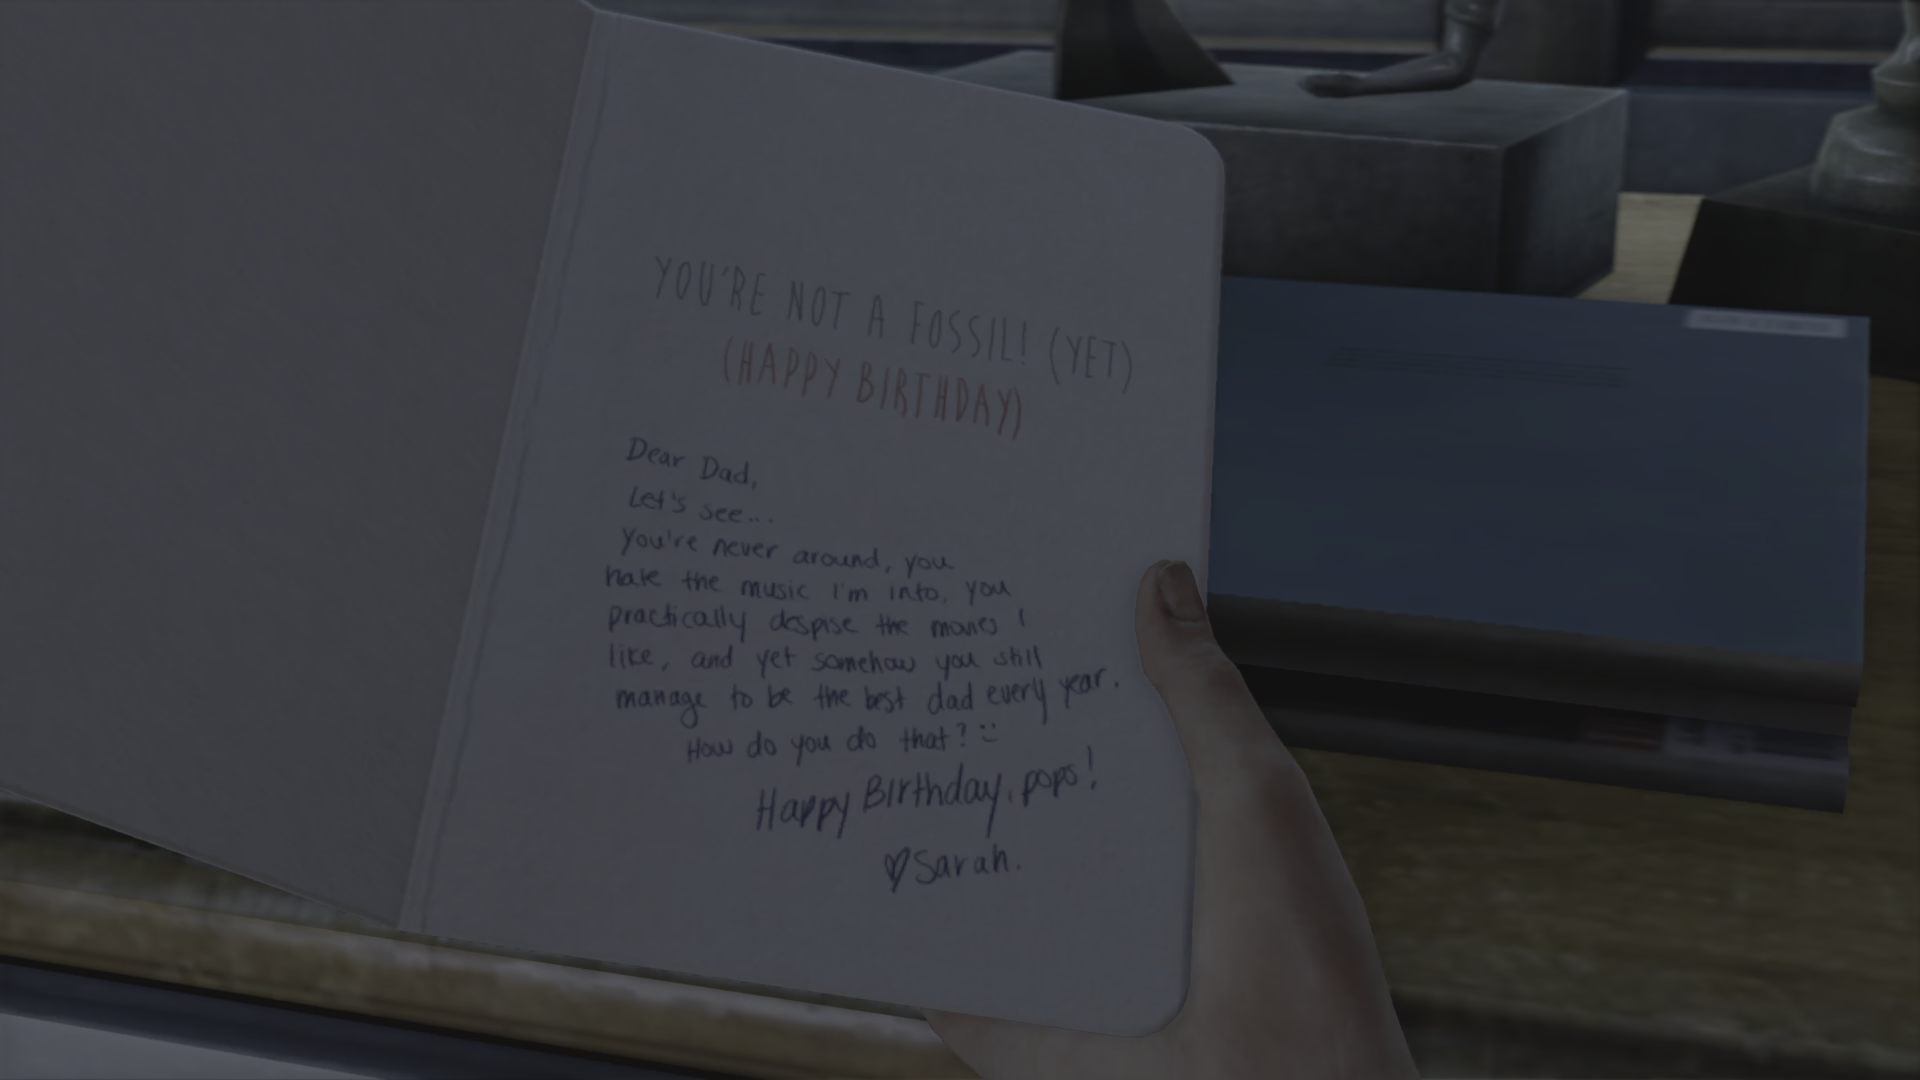 YOU'RE NOT A FOSSIL! (YET)
(HAPPY BIRTHDAY)
Dear Dad,
Let's see...
You're never around, you
hate the music I'm into, you
practically despise the movies I
like, and yet somehow you still
manage to be the best dad every year.
How do you do that? :)
Happy Birthday, pops!
♡Sarah.